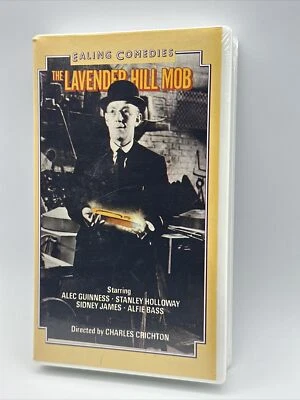 EALING COMEDIES
THE LAVENDER HILL MOB
Starring
ALEC GUINNESS · STANLEY HOLLOWAY
SIDNEY JAMES · ALFIE BASS
Directed by CHARLES CRICHTON